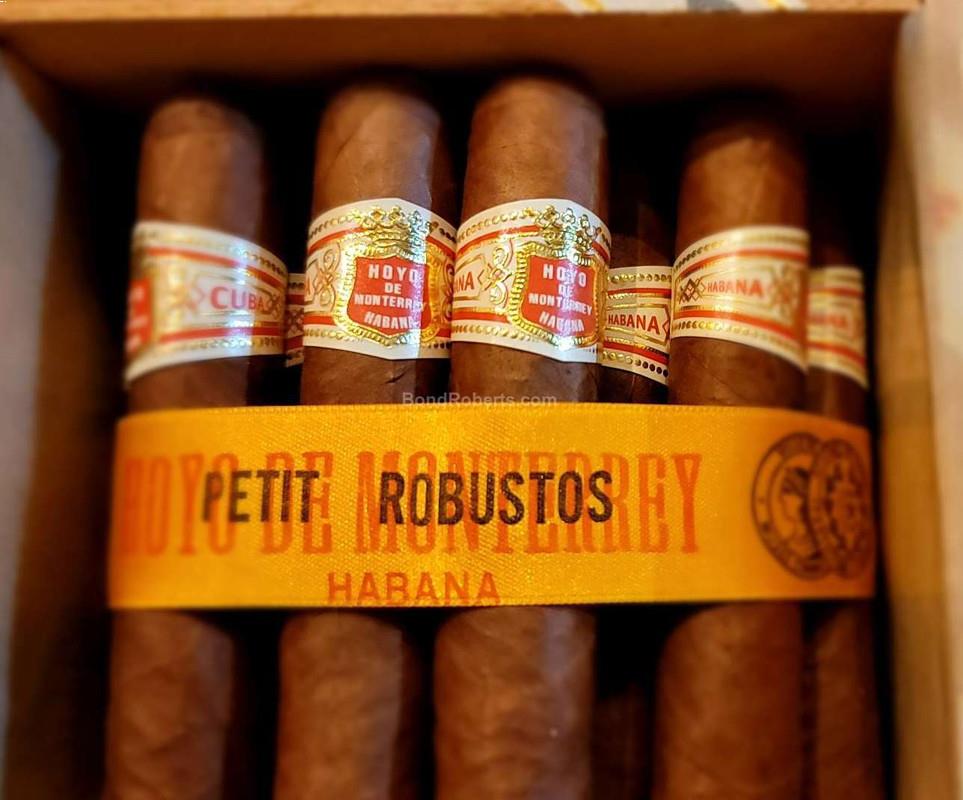 CUBA
HOYO
DE
MONTERREY
HABANA
NA
HOYO
DE
MONTERREY
HABANA
HABANA
HABANA
BondRoberts.com
HOYO DE MONTERREY
PETIT ROBUSTOS
HABANA